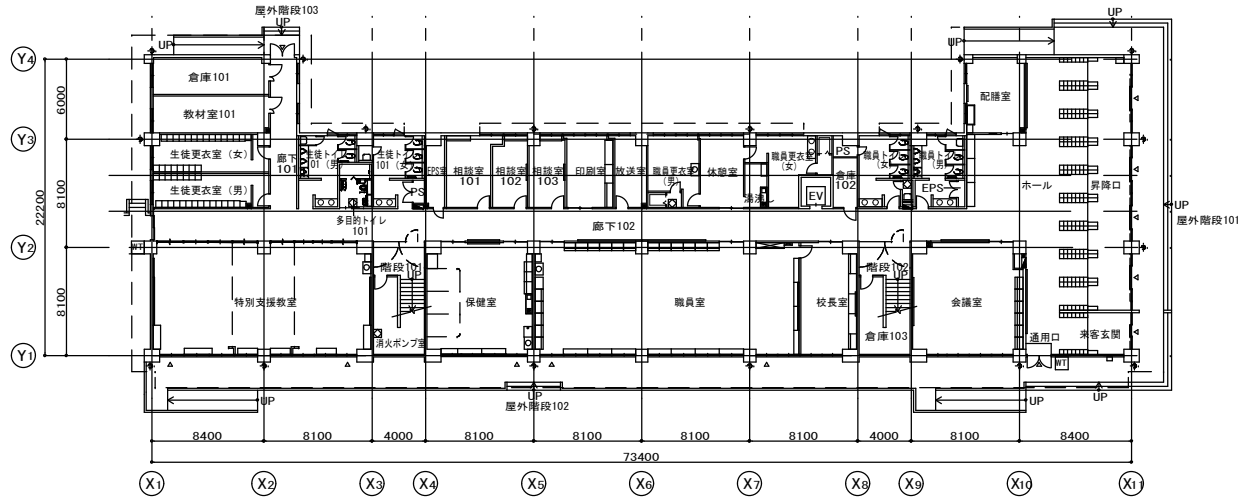 屋外階段103
UP
UP
UP
UP
Y4
倉庫101
配膳室
6000
教材室101
Y3
生徒更衣室（女）
廊下
101
生徒トイレ
101（男）
生徒トイレ
101（女）
EPS
相談室
101
相談室
102
相談室
103
印刷室
放送室
職員更衣室
（男）
休憩室
職員更衣室
（女）
PS
倉庫
102
職員トイレ
（女）
職員トイレ
（男）
ホール
昇降口
8100
22200
生徒更衣室（男）
PS
湯沸
EV
EPS
UP
屋外階段101
多目的トイレ
101
廊下102
Y2
WT
階段101
UP
階段102
UP
8100
特別支援教室
保健室
職員室
校長室
会議室
消火ポンプ室
倉庫103
通用口
来客玄関
Y1
WT
UP
UP
UP
UP
UP
屋外階段102
8400
8100
4000
8100
8100
8100
8100
4000
8100
8400
73400
X1
X2
X3
X4
X5
X6
X7
X8
X9
X10
X11